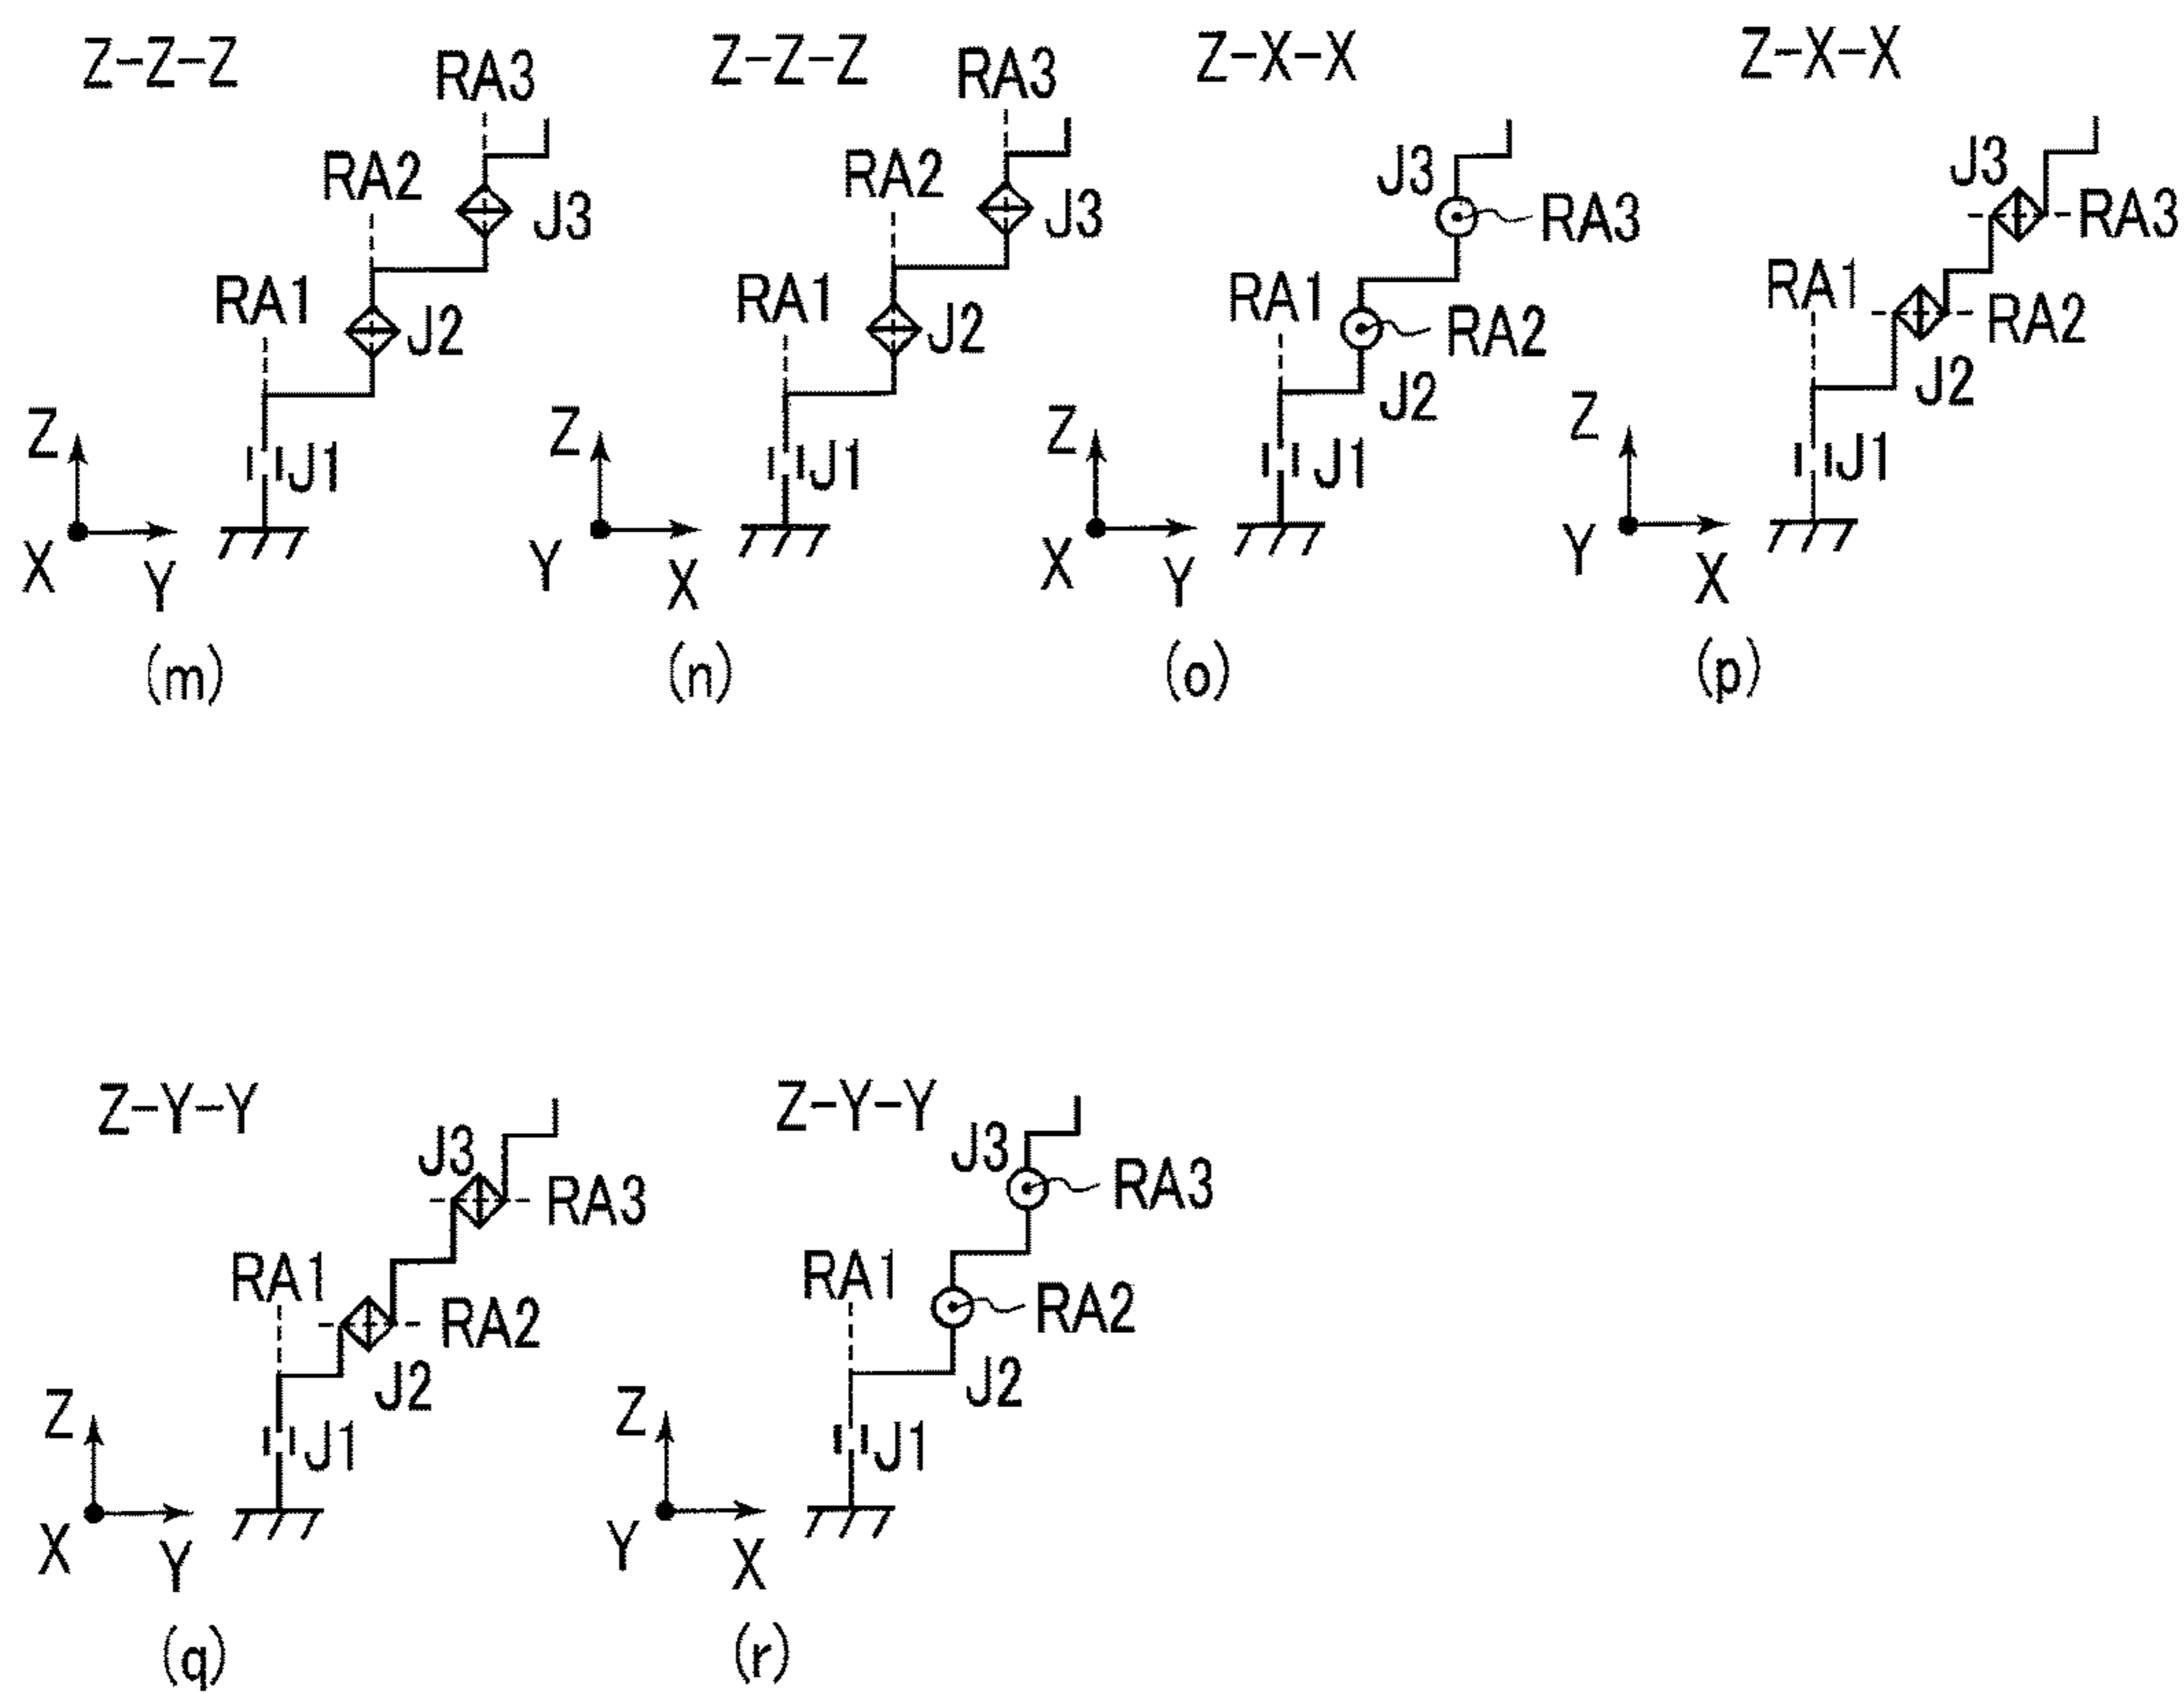 Z-Z-Z
RA3
RA2
J3
RA1
J2
Z
J1
X
Y
(m)
Z-Z-Z
RA3
RA2
J3
RA1
J2
Z
J1
Y
X
(n)
Z-X-X
J3
RA3
RA1
RA2
J2
Z
J1
X
Y
(o)
Z-X-X
J3
RA3
RA1
RA2
J2
Z
J1
Y
X
(p)
Z-Y-Y
J3
RA3
RA1
RA2
J2
Z
J1
X
Y
(q)
Z-Y-Y
J3
RA3
RA1
RA2
J2
Z
J1
Y
X
(r)